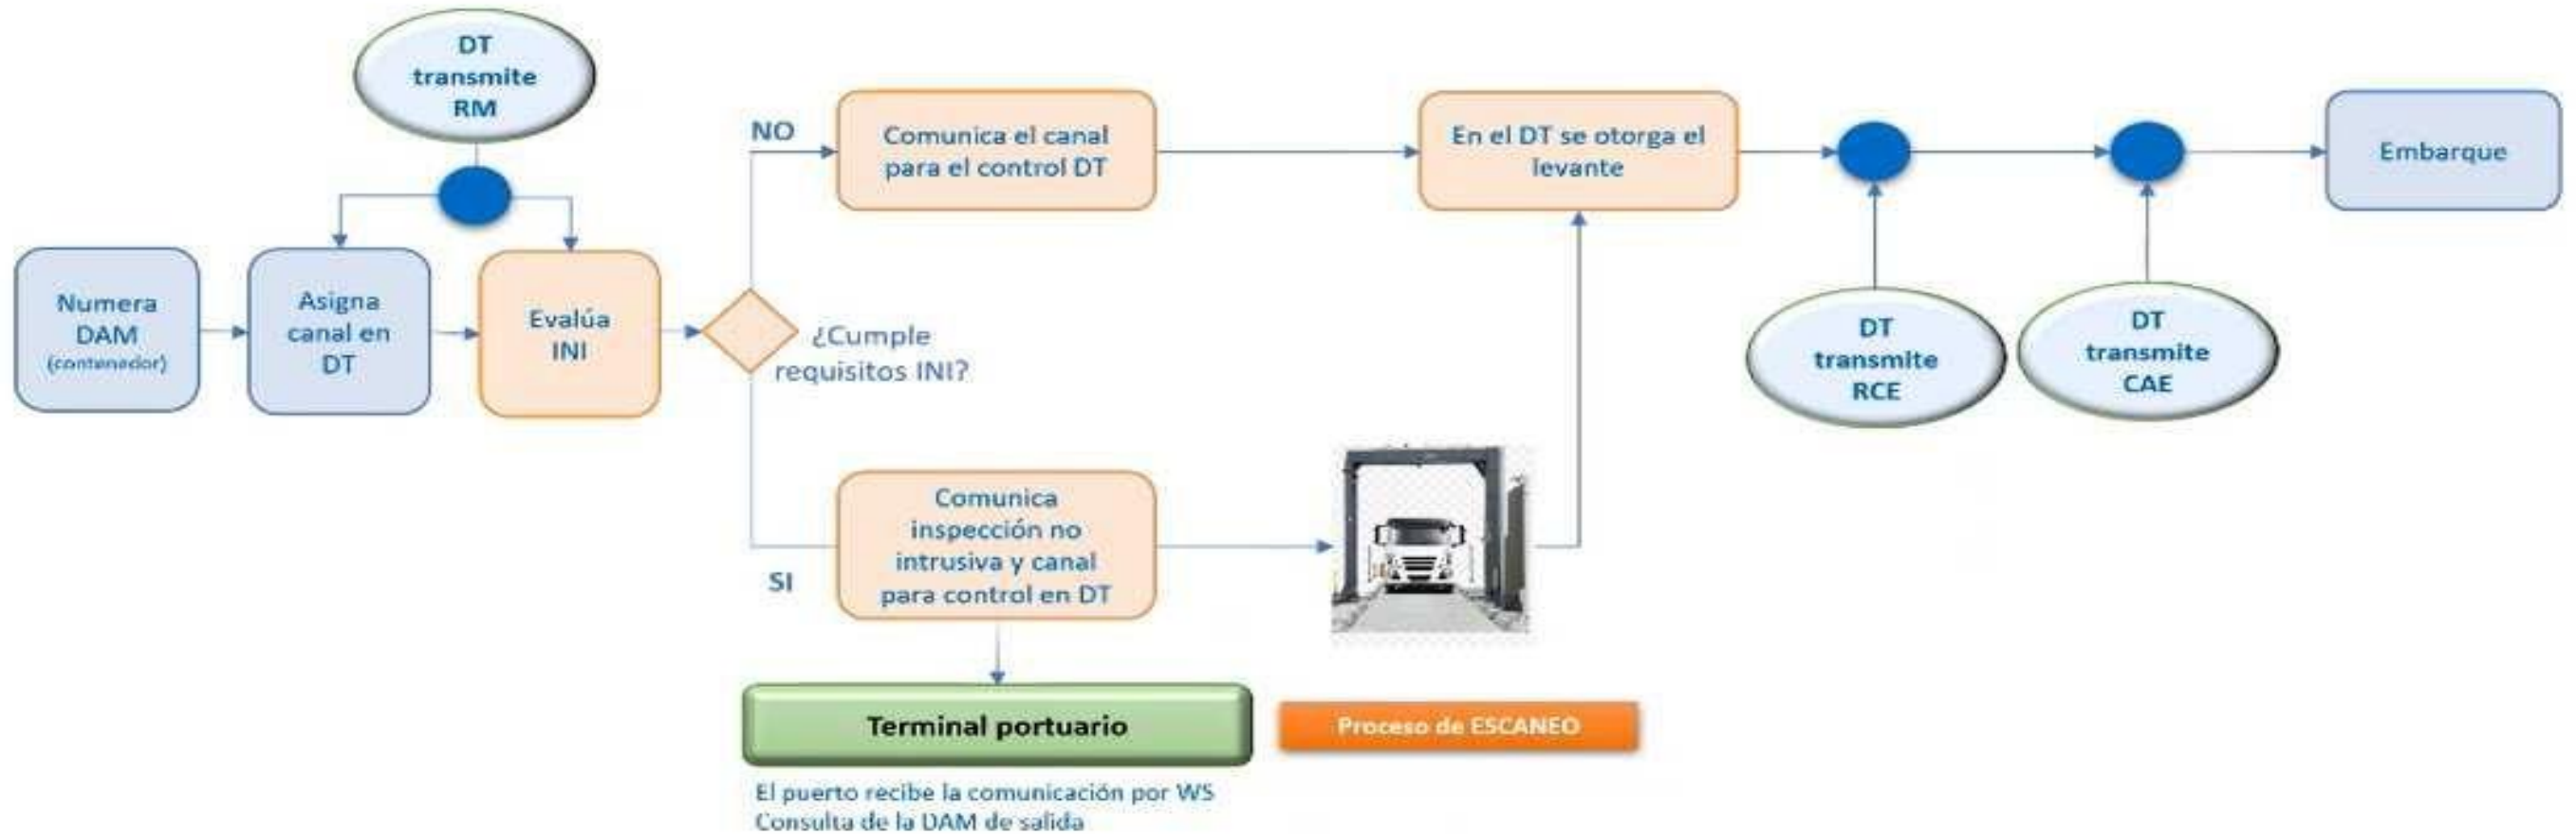 DT
transmite
RM
Numera
DAM
(contenedor)
Asigna
canal en
DT
Evalúa
INI
¿Cumple
requisitos INI?
NO
Comunica el canal
para el control DT
En el DT se otorga el
levante
Embarque
DT
transmite
RCE
DT
transmite
CAE
SI
Comunica
inspección no
intrusiva y canal
para control en DT
Terminal portuario
Proceso de ESCANEO
El puerto recibe la comunicación por WS
Consulta de la DAM de salida